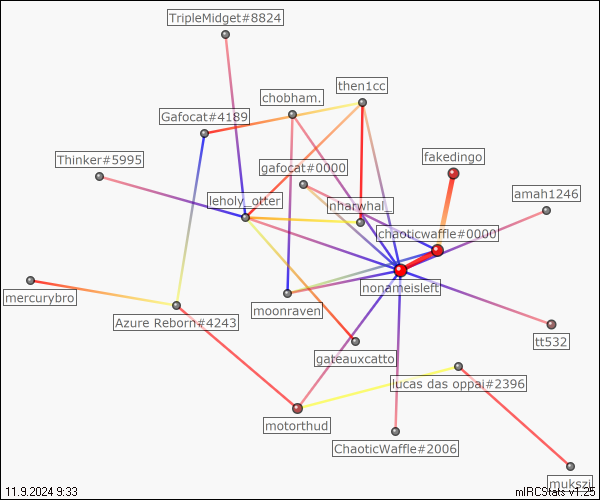 TripleMidget#8824
then1cc
chobham.
Gafocat#4189
fakedingo
Thinker#5995
gafocat#0000
amah1246
leholy_otter
nharwhal_
chaoticwaffle#0000
nonameisleft
mercurybro
moonraven
Azure Reborn#4243
tt532
gateauxcatto
lucas das oppai#2396
motorthud
ChaoticWaffle#2006
mukszi
11.9.2024 9:33
mIRCStats v1.25